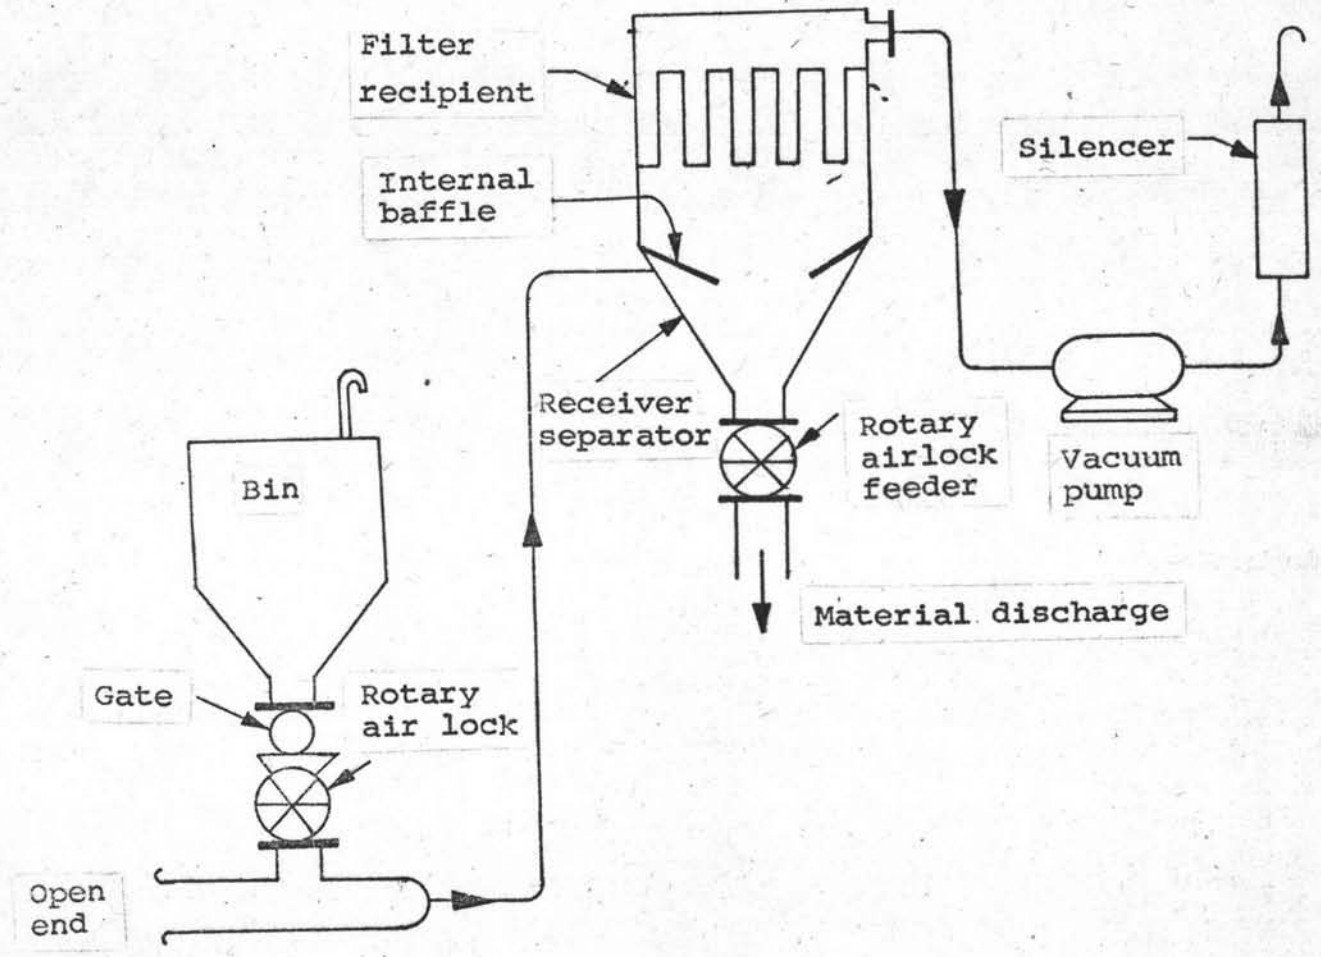 Filter
recipient
Internal
baffle
Silencer
Receiver
separator
Rotary
airlock
feeder
Vacuum
pump
Bin
Material discharge
Gate
Rotary
air lock
Open
end